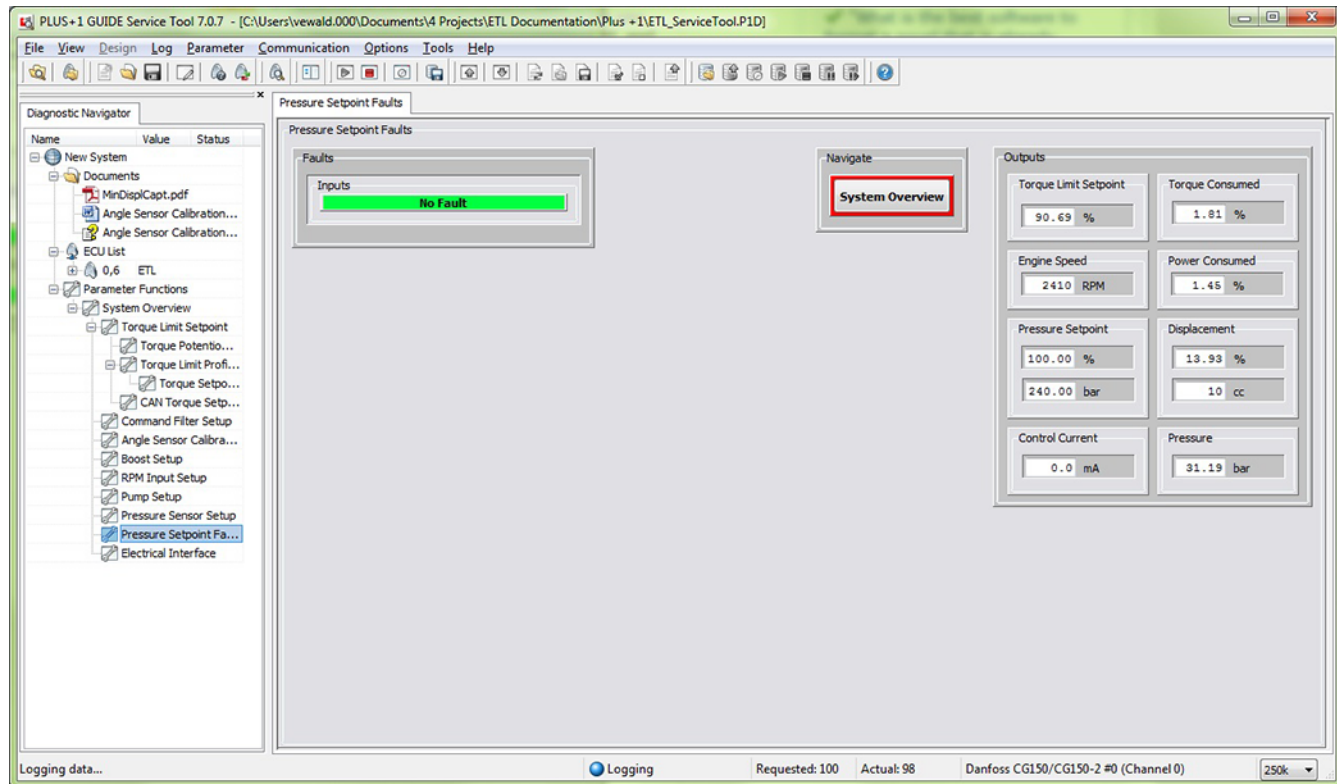 PLUS+1 GUIDE Service Tool 7.0.7 - [C:\Users\vewald.000\Documents\4 Projects\ETL Documentation\Plus +1\ETL_ServiceTool.P1D]
File View Design Log Parameter Communication Options Tools Help
Diagnostic Navigator
Name Value Status
New System
Documents
MinDisplCapt.pdf
Angle Sensor Calibration...
Angle Sensor Calibration...
ECU List
0,6 ETL
Parameter Functions
System Overview
Torque Limit Setpoint
Torque Potentio...
Torque Limit Profi...
Torque Setpo...
CAN Torque Setp...
Command Filter Setup
Angle Sensor Calibra...
Boost Setup
RPM Input Setup
Pump Setup
Pressure Sensor Setup
Pressure Setpoint Fa...
Electrical Interface
Pressure Setpoint Faults
Pressure Setpoint Faults
Faults
Inputs
No Fault
Navigate
System Overview
Outputs
Torque Limit Setpoint Torque Consumed
90.69 % 1.81 %
Engine Speed Power Consumed
2410 RPM 1.45 %
Pressure Setpoint Displacement
100.00 % 13.93 %
240.00 bar 10 cc
Control Current Pressure
0.0 mA 31.19 bar
Logging data... Logging Requested: 100 Actual: 98 Danfoss CG150/CG150-2 #0 (Channel 0) 250k